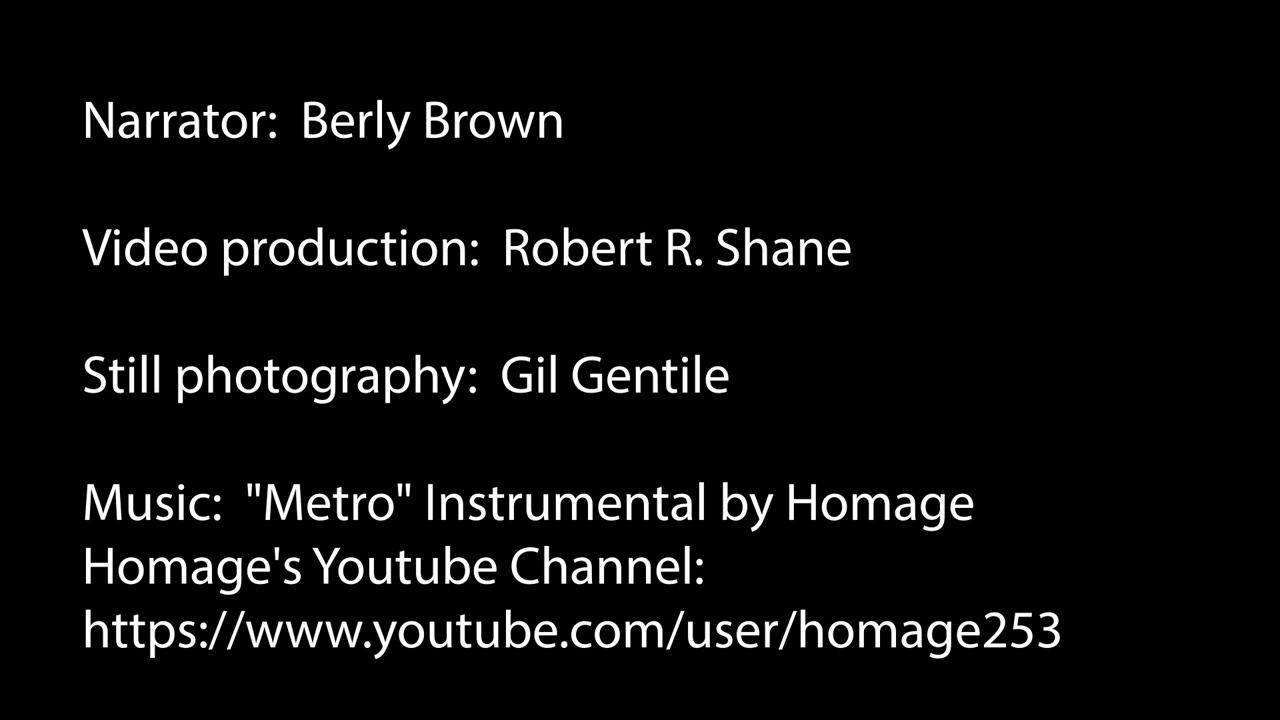 Narrator:  Berly Brown
Video production:  Robert R. Shane
Still photography:  Gil Gentile
Music:  "Metro" Instrumental by Homage
Homage's Youtube Channel:
https://www.youtube.com/user/homage253